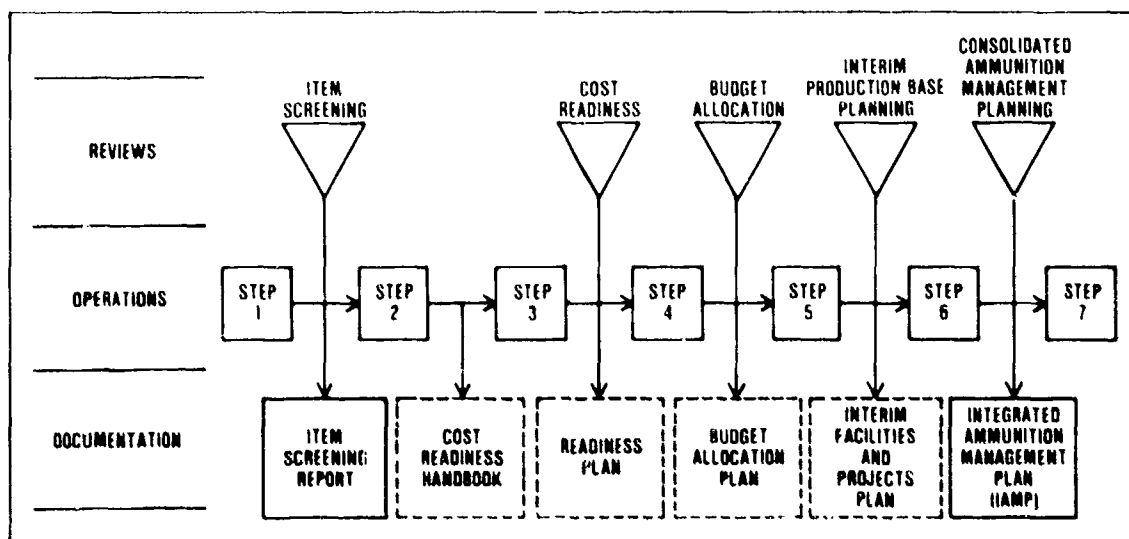 ITEM
SCREENING
COST
READINESS
BUDGET
ALLOCATION
INTERIM
PRODUCTION BASE
PLANNING
CONSOLIDATED
AMMUNITION
MANAGEMENT
PLANNING
REVIEWS
OPERATIONS
STEP
1
STEP
2
STEP
3
STEP
4
STEP
5
STEP
6
STEP
7
DOCUMENTATION
ITEM
SCREENING
REPORT
COST
READINESS
HANDBOOK
READINESS
PLAN
BUDGET
ALLOCATION
PLAN
INTERIM
FACILITIES
AND
PROJECTS
PLAN
INTEGRATED
AMMUNITION
MANAGEMENT
PLAN
(IAMP)